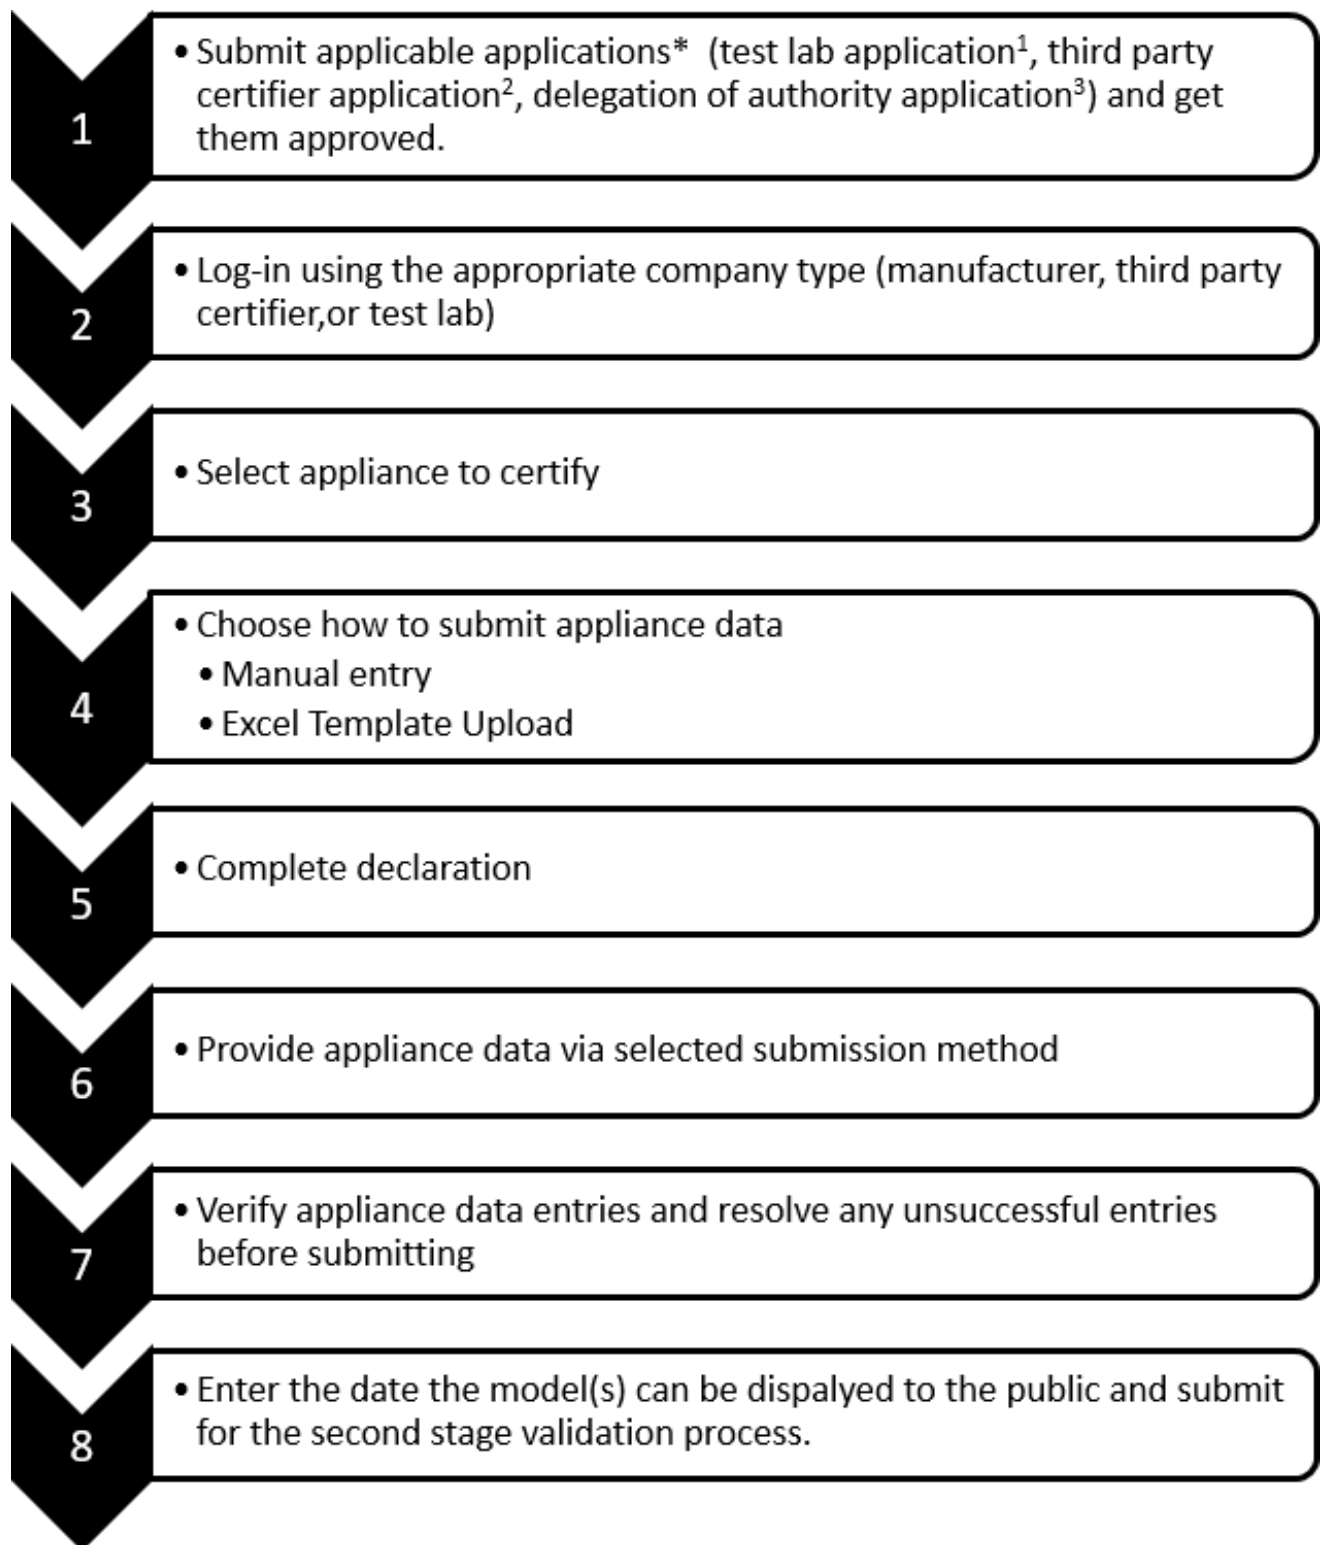 1
• Submit applicable applications* (test lab application¹, third party
certifier application², delegation of authority application³) and get
them approved.
2
• Log-in using the appropriate company type (manufacturer, third party
certifier,or test lab)
3
• Select appliance to certify
4
• Choose how to submit appliance data
• Manual entry
• Excel Template Upload
5
• Complete declaration
6
• Provide appliance data via selected submission method
7
• Verify appliance data entries and resolve any unsuccessful entries
before submitting
8
• Enter the date the model(s) can be dispalyed to the public and submit
for the second stage validation process.